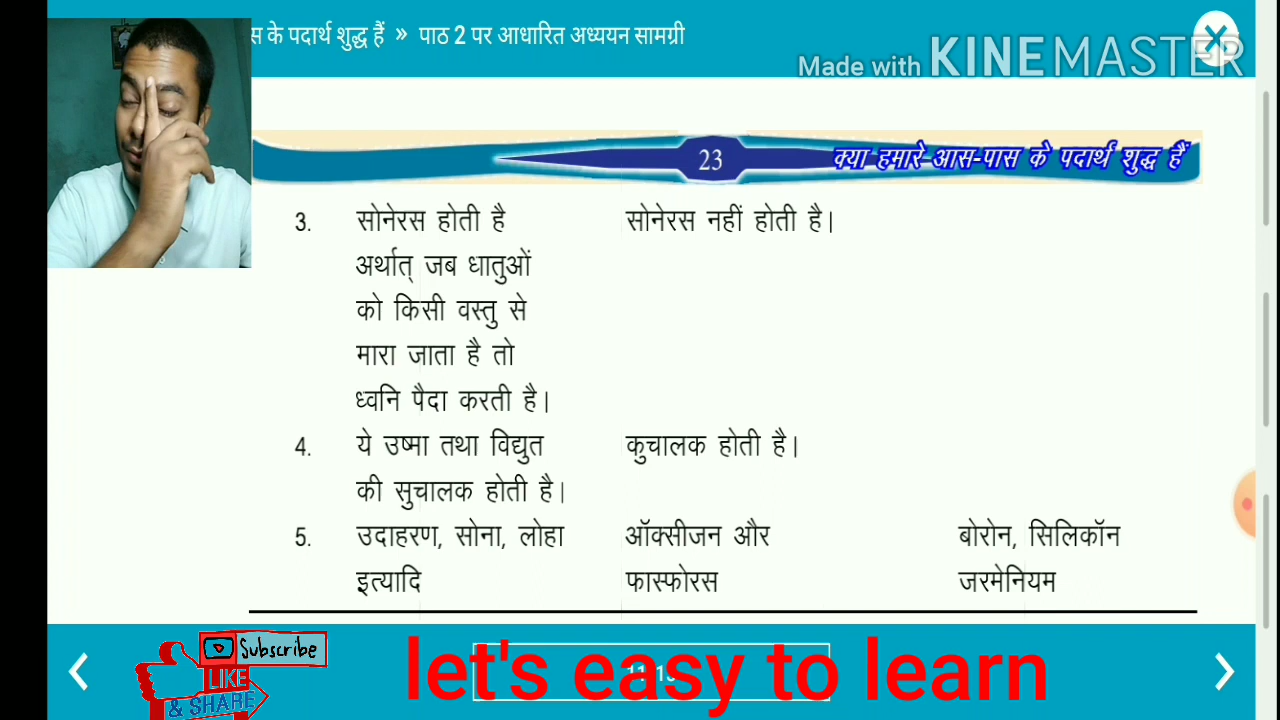 स के पदार्थ शुद्ध हैं » पाठ 2 पर आधारित अध्ययन सामग्री
Made with KINEMASTER
23 क्या हमारे आस-पास के पदार्थ शुद्ध हैं
3. सोनेरस होती है सोनेरस नहीं होती है।
अर्थात् जब धातुओं
को किसी वस्तु से
मारा जाता है तो
ध्वनि पैदा करती है।
4. ये उष्मा तथा विद्युत कुचालक होती है।
की सुचालक होती है।
5. उदाहरण, सोना, लोहा ऑक्सीजन और बोरोन, सिलिकॉन
इत्यादि फास्फोरस जरमेनियम
Subscribe
LIKE
& SHARE
let's easy to learn